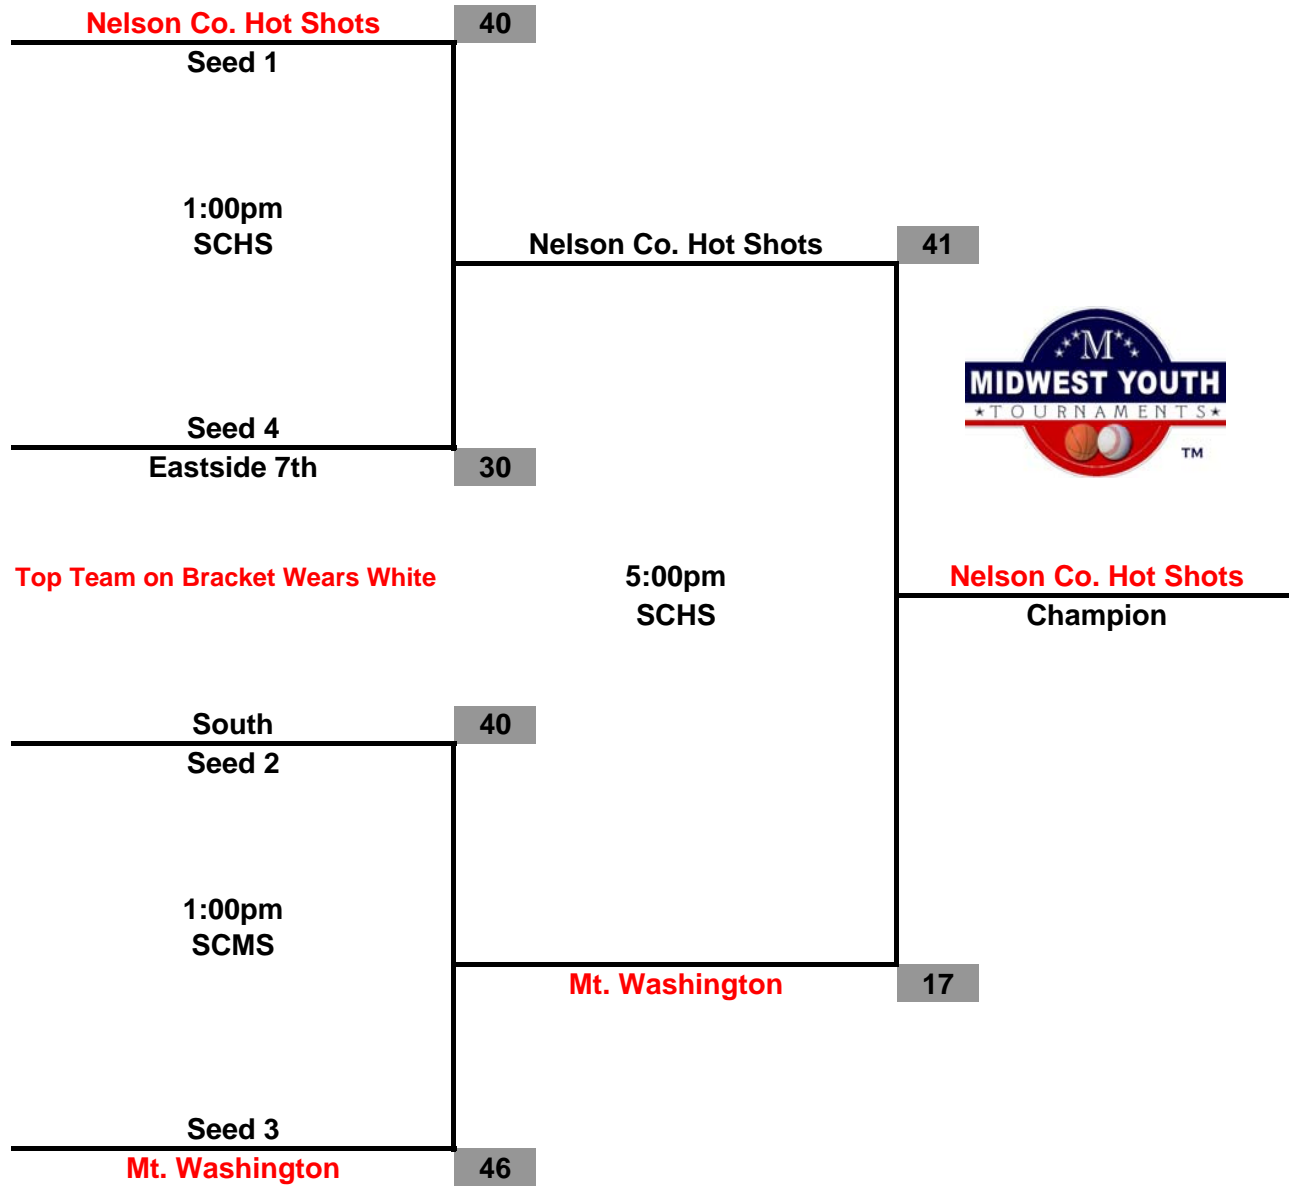 Nelson Co. Hot Shots 40
Seed 1
1:00pm
SCHS
Nelson Co. Hot Shots 41
M
MIDWEST YOUTH
★TOURNAMENTS★
TM
Seed 4
Eastside 7th 30
Top Team on Bracket Wears White
5:00pm
SCHS
Nelson Co. Hot Shots
Champion
South 40
Seed 2
1:00pm
SCMS
Mt. Washington 17
Seed 3
Mt. Washington 46